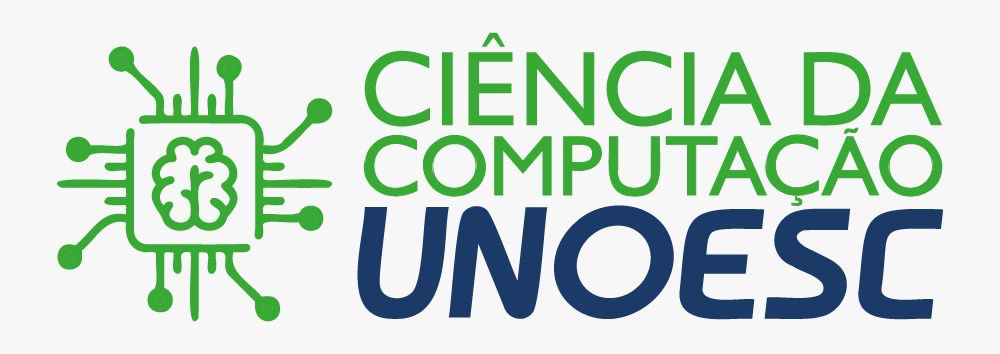 CIÊNCIA DA
COMPUTAÇÃO
UNOESC